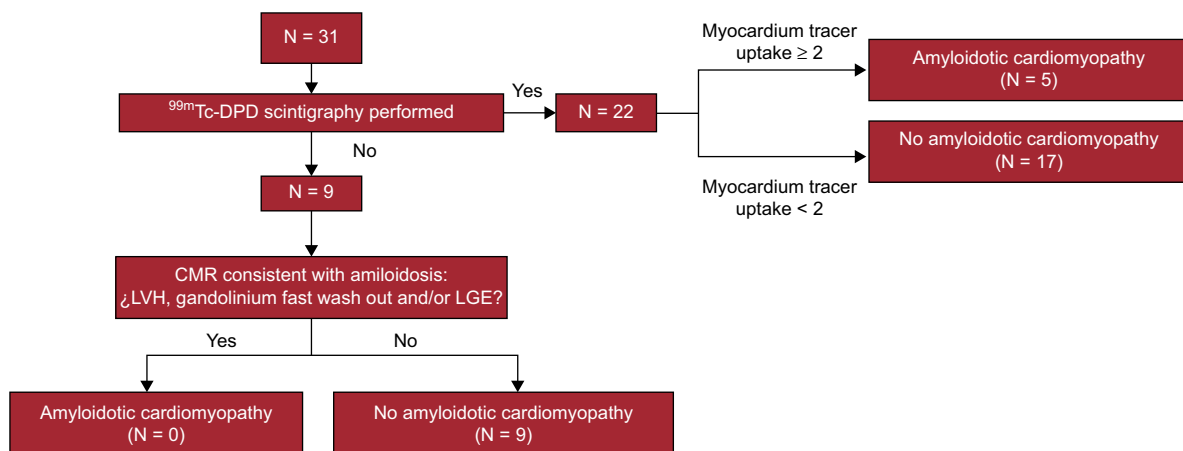 N = 31
Myocardium tracer
uptake ≥ 2
Amyloidotic cardiomyopathy
(N = 5)
99mTc-DPD scintigraphy performed
Yes
N = 22
No
No amyloidotic cardiomyopathy
(N = 17)
Myocardium tracer
uptake < 2
N = 9
CMR consistent with amiloidosis:
¿LVH, gandolinium fast wash out and/or LGE?
Yes
No
Amyloidotic cardiomyopathy
(N = 0)
No amyloidotic cardiomyopathy
(N = 9)